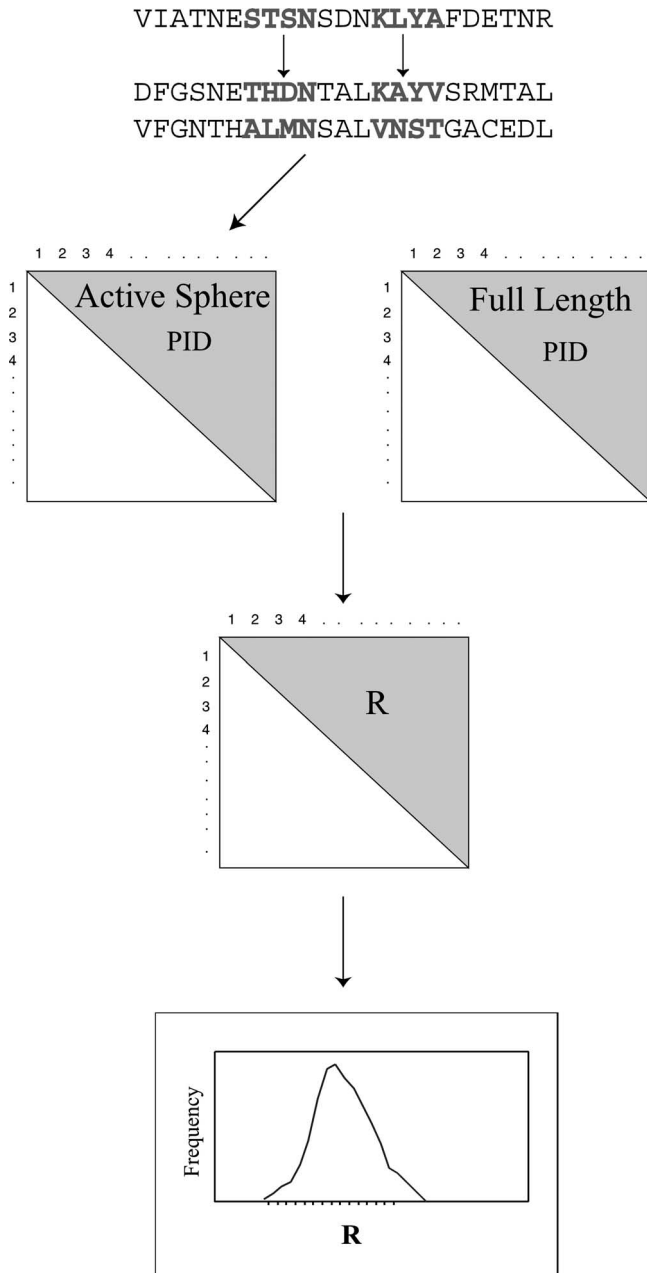 VIATNESTSNSDNKLYAFDETNR
DFGSNETHDNTALKAYVSRMTAL
VFGNTHALMNSALVNSTGACEDL
1 2 3 4 . . . . . . . . .
1
2
3
4
.
.
.
.
.
.
.
Active Sphere
PID
1 2 3 4 . . . . . . . . .
1
2
3
4
.
.
.
.
.
.
.
Full Length
PID
1 2 3 4 . . . . . . . . .
1
2
3
4
.
.
.
.
.
.
.
R
Frequency
R